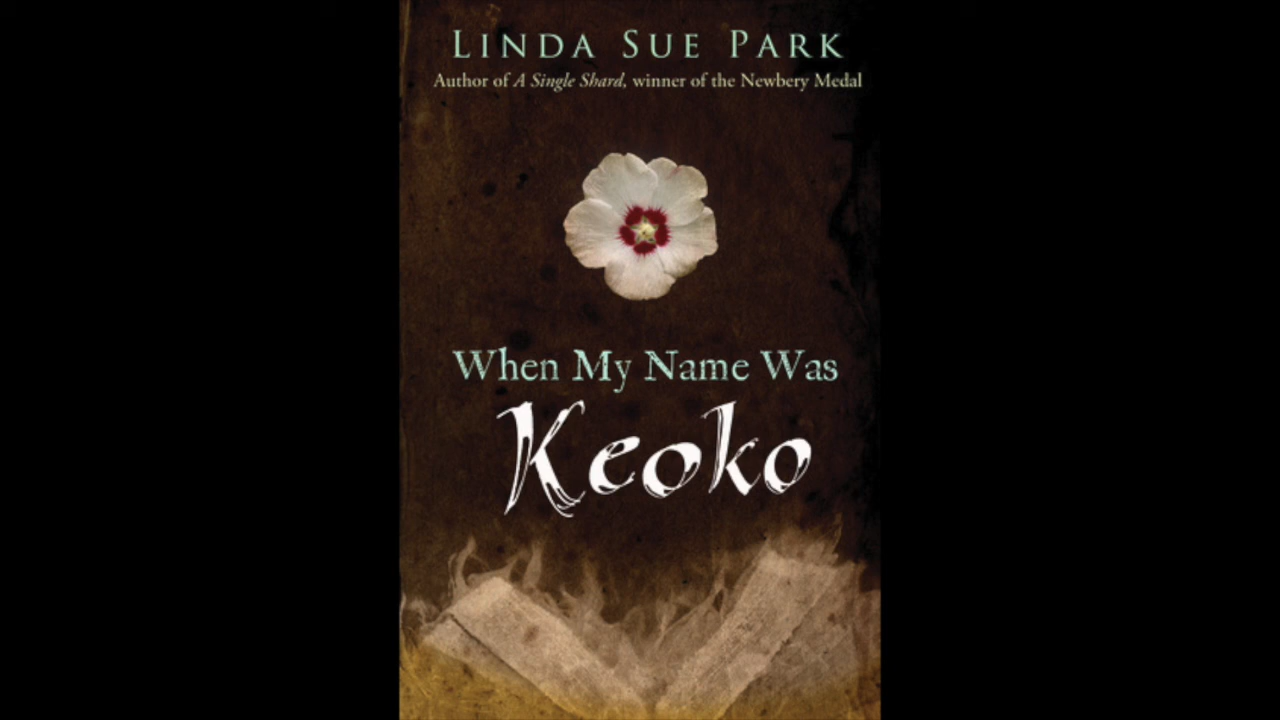 LINDA SUE PARK
Author of A Single Shard, winner of the Newbery Medal
When My Name Was
Keoko